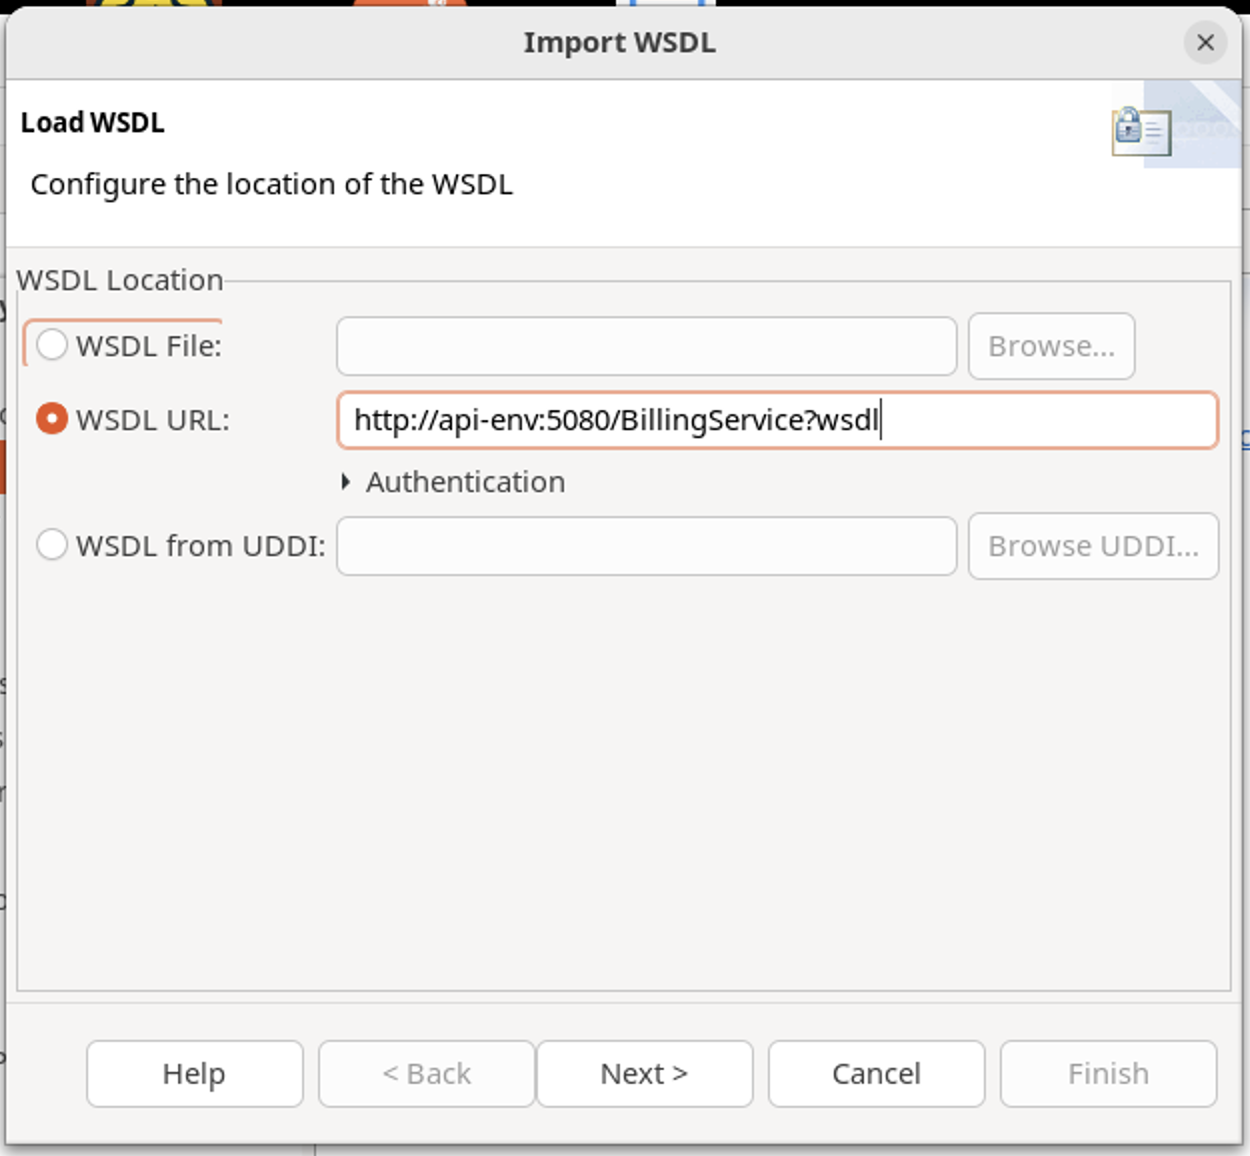 Import WSDL
Load WSDL
Configure the location of the WSDL
WSDL Location
WSDL File:
Browse...
WSDL URL:
http://api-env:5080/BillingService?wsdl
Authentication
WSDL from UDDI:
Browse UDDI...
Help
< Back
Next >
Cancel
Finish